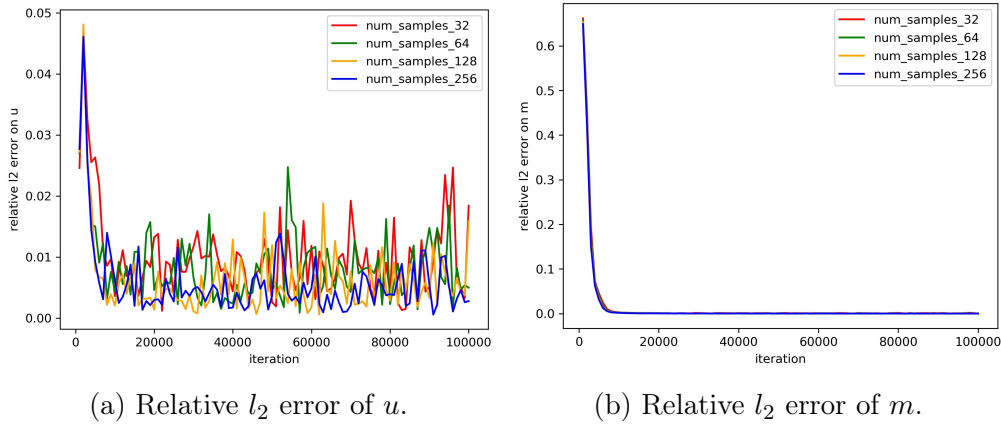 0.05
0.04
0.03
0.02
0.01
0.00
relative l2 error on u
0 20000 40000 60000 80000 100000
iteration
num_samples_32
num_samples_64
num_samples_128
num_samples_256
(a) Relative l₂ error of u.
0.6
0.5
0.4
0.3
0.2
0.1
0.0
relative l2 error on m
0 20000 40000 60000 80000 100000
iteration
num_samples_32
num_samples_64
num_samples_128
num_samples_256
(b) Relative l₂ error of m.